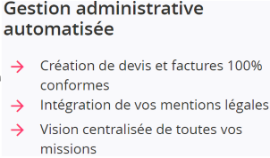 Gestion administrative
automatisée
Création de devis et factures 100%
conformes
Intégration de vos mentions légales
Vision centralisée de toutes vos
missions